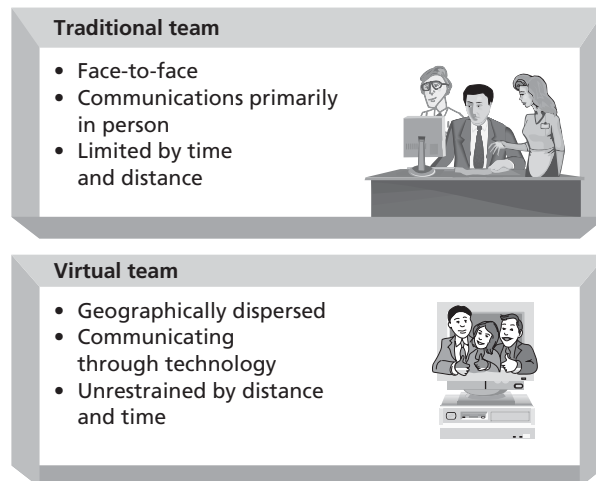 Traditional team
• Face-to-face
• Communications primarily
in person
• Limited by time
and distance
Virtual team
• Geographically dispersed
• Communicating
through technology
• Unrestrained by distance
and time